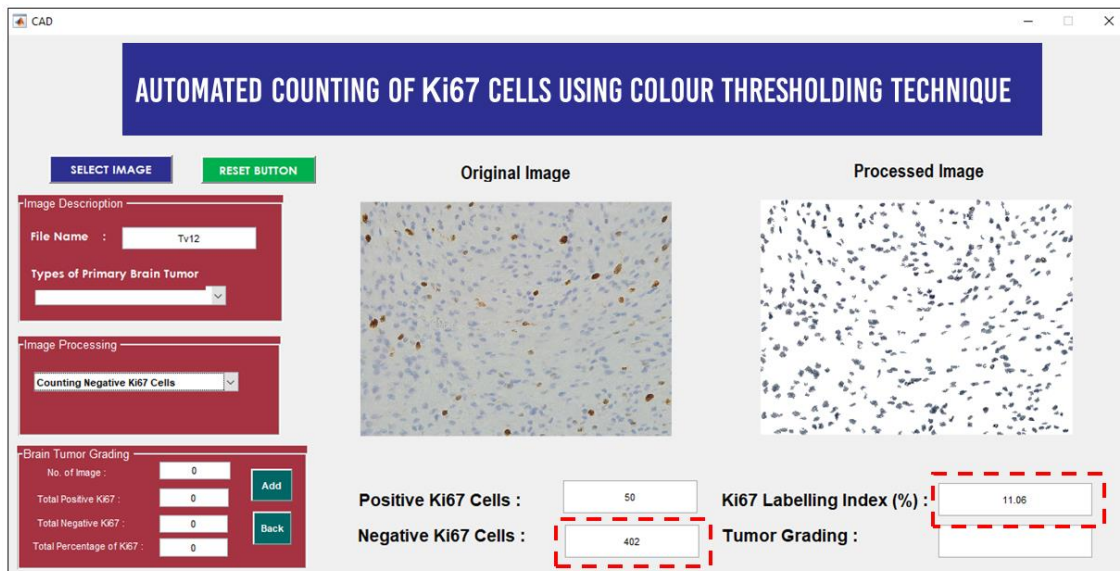 CAD
AUTOMATED COUNTING OF Ki67 CELLS USING COLOUR THRESHOLDING TECHNIQUE
SELECT IMAGE
RESET BUTTON
Original Image
Processed Image
Image Descrioption
File Name :
Tv12
Types of Primary Brain Tumor
Image Processing
Counting Negative Ki67 Cells
Brain Tumor Grading
No. of Image :
0
Total Positive Ki67 :
0
Total Negative Ki67 :
0
Total Percentage of Ki67 :
0
Add
Back
Positive Ki67 Cells :
50
Negative Ki67 Cells :
402
Ki67 Labelling Index (%) :
11.06
Tumor Grading :